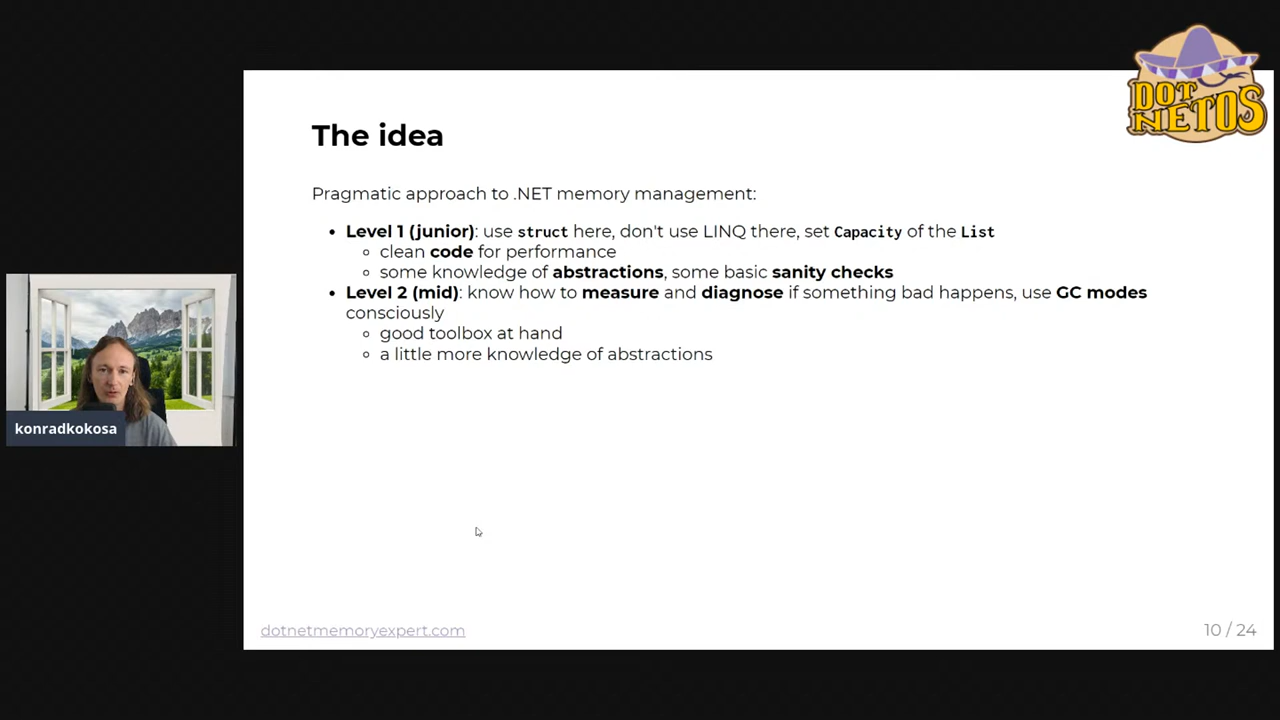 DOT
NETOS
The idea
Pragmatic approach to .NET memory management:
• Level 1 (junior): use struct here, don't use LINQ there, set Capacity of the List
◦ clean code for performance
◦ some knowledge of abstractions, some basic sanity checks
• Level 2 (mid): know how to measure and diagnose if something bad happens, use GC modes
consciously
◦ good toolbox at hand
◦ a little more knowledge of abstractions
konradkokosa
dotnetmemoryexpert.com
10 / 24